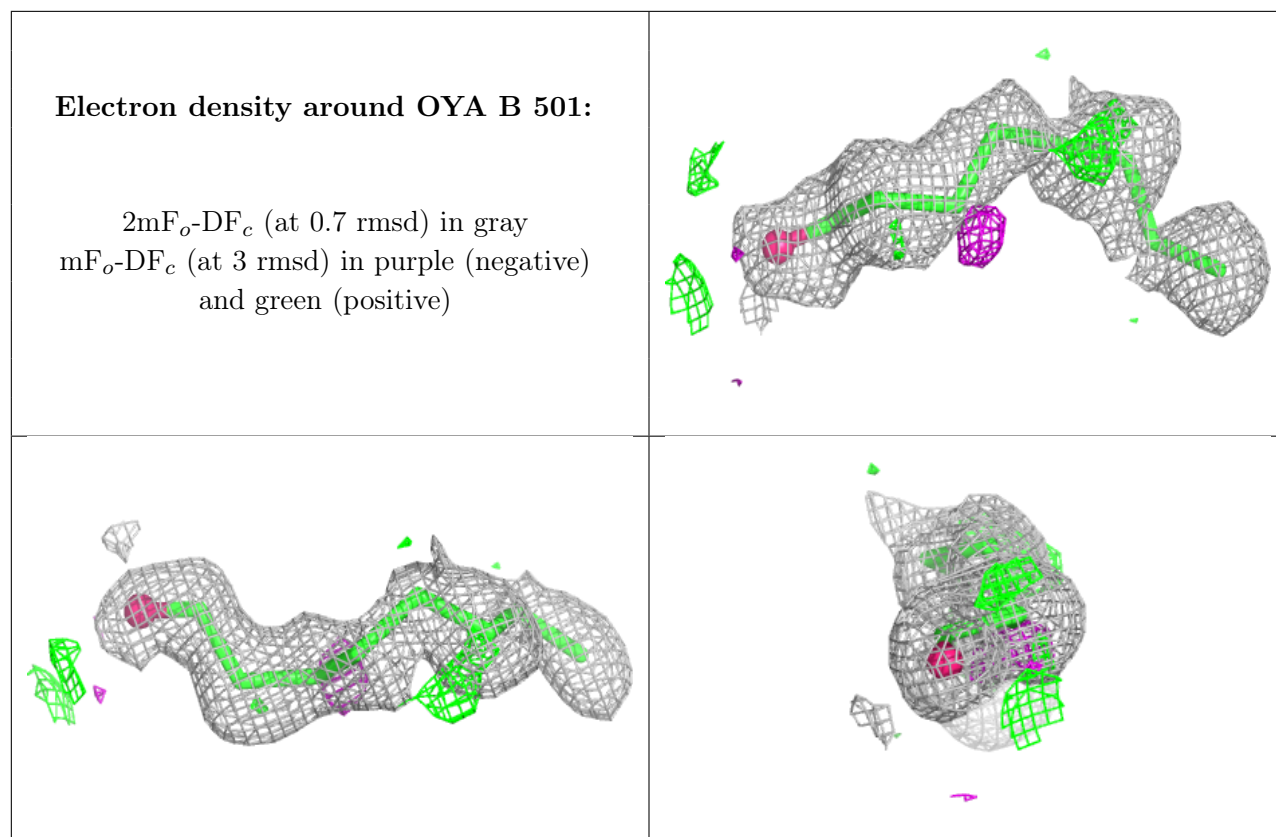 Electron density around OYA B 501:
2mFₒ-DF𝑐 (at 0.7 rmsd) in gray
mFₒ-DF𝑐 (at 3 rmsd) in purple (negative)
and green (positive)